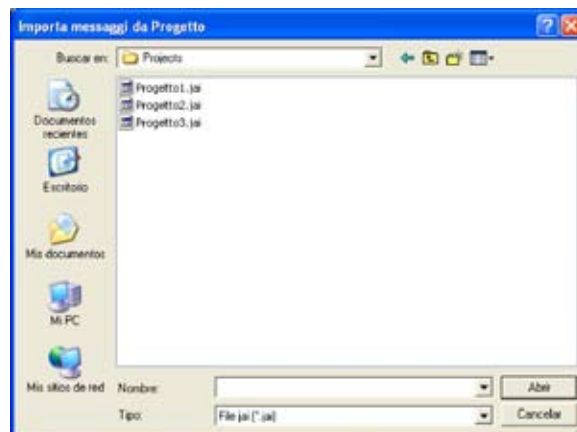 Importa messaggi da Progetto
Buscar en: Projects
Progetto1.jai
Progetto2.jai
Progetto3.jai
Documentos recientes
Escritorio
Mis documentos
Mi PC
Mis sitios de red
Nombre:
Abrir
Tipo: File jai (*.jai)
Cancelar